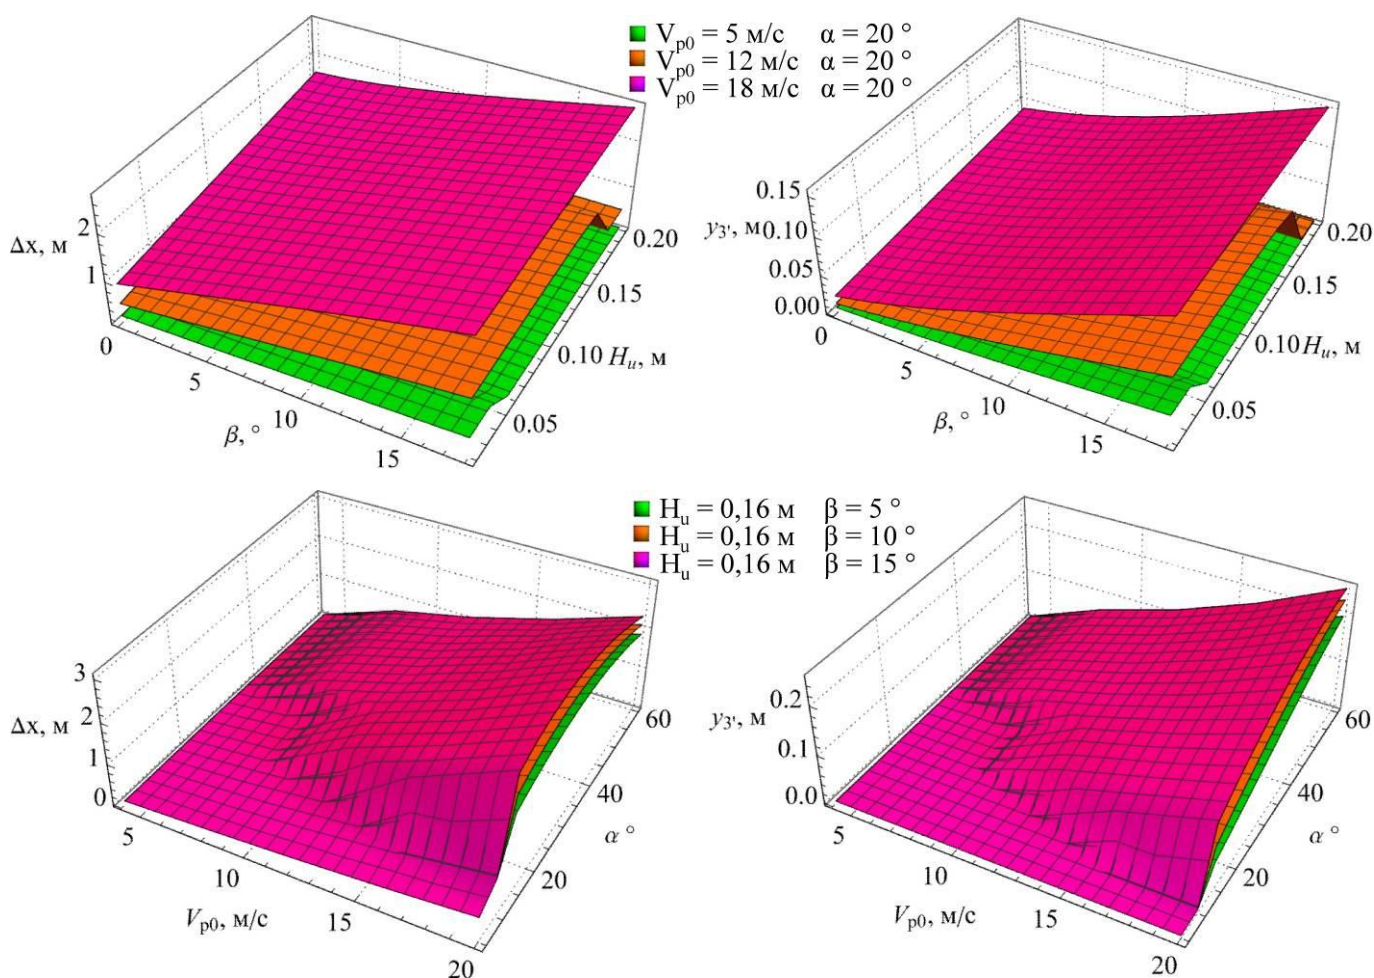 V_p0 = 5 м/с α = 20 °
V_p0 = 12 м/с α = 20 °
V_p0 = 18 м/с α = 20 °
2
Δx, м
1
0
5
10
15
β, °
0.05
0.10 H_u, м
0.15
0.20
0.15
y_3', м 0.10
0.05
0.00
0
5
10
15
β, °
0.05
0.10 H_u, м
0.15
0.20
H_u = 0,16 м β = 5 °
H_u = 0,16 м β = 10 °
H_u = 0,16 м β = 15 °
3
2
Δx, м
1
0
5
10
15
20
V_p0, м/с
20
40
60
α °
0.2
y_3', м
0.1
0.0
5
10
15
20
V_p0, м/с
20
40
60
α °